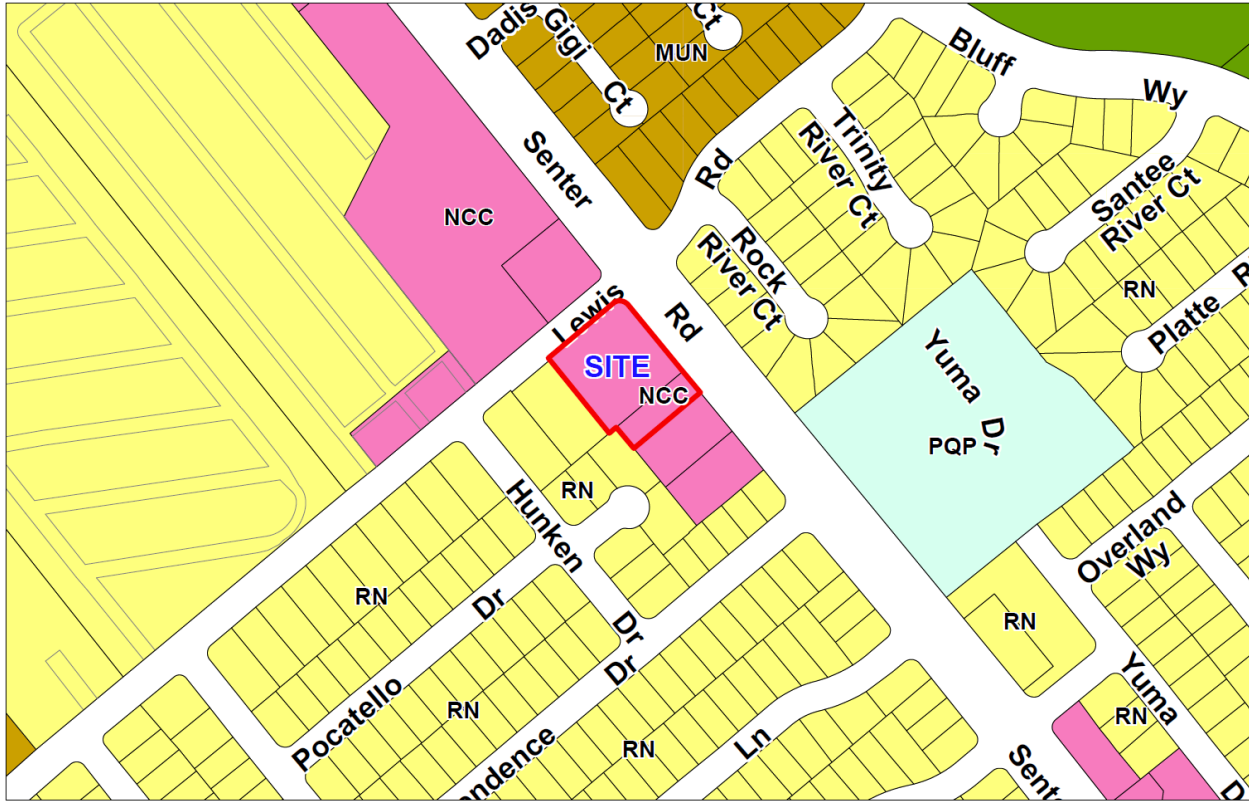 Dadis
Gigi
Ct
Ct
MUN
Bluff
Wy
Senter
Rd
Trinity
River Ct
Santee
River Ct
NCC
Rock
River Ct
RN
Platte
Lewis
Rd
SITE
NCC
Yuma
Dr
PQP
RN
Hunken
Dr
Overland
Wy
RN
Pocatello
Dr
RN
Dr
RN
Yuma
RN
RN
Ln